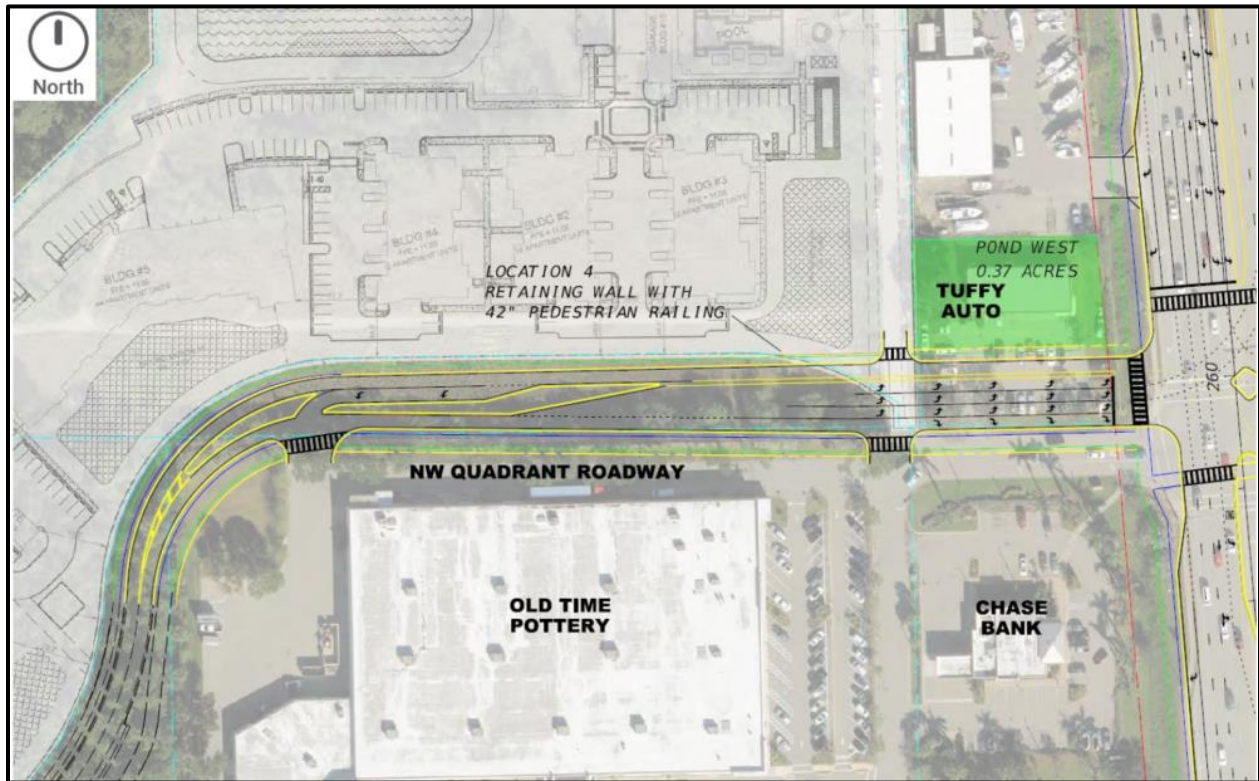 North
POOL
BLDG #3
BLDG #2
BLDG #4
BLDG #5
LOCATION 4
RETAINING WALL WITH
42" PEDESTRIAN RAILING
POND WEST
0.37 ACRES
TUFFY
AUTO
260
NW QUADRANT ROADWAY
OLD TIME
POTTERY
CHASE
BANK